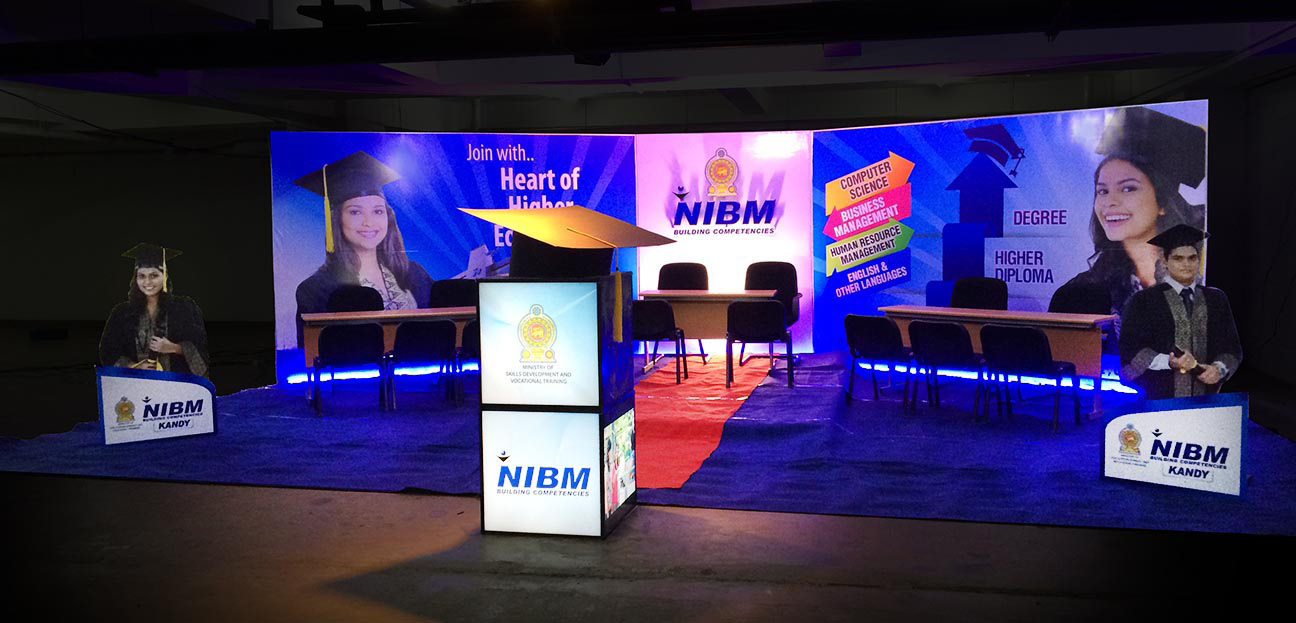 Join with..
Heart of
Higher
NIBM
BUILDING COMPETENCIES
COMPUTER
SCIENCE
BUSINESS
MANAGEMENT
HUMAN RESOURCE
MANAGEMENT
ENGLISH &
OTHER LANGUAGES
DEGREE
HIGHER
DIPLOMA
MINISTRY OF
SKILLS DEVELOPMENT AND
VOCATIONAL TRAINING
NIBM
BUILDING COMPETENCIES
NIBM
BUILDING COMPETENCIES
KANDY
NIBM
BUILDING COMPETENCIES
KANDY